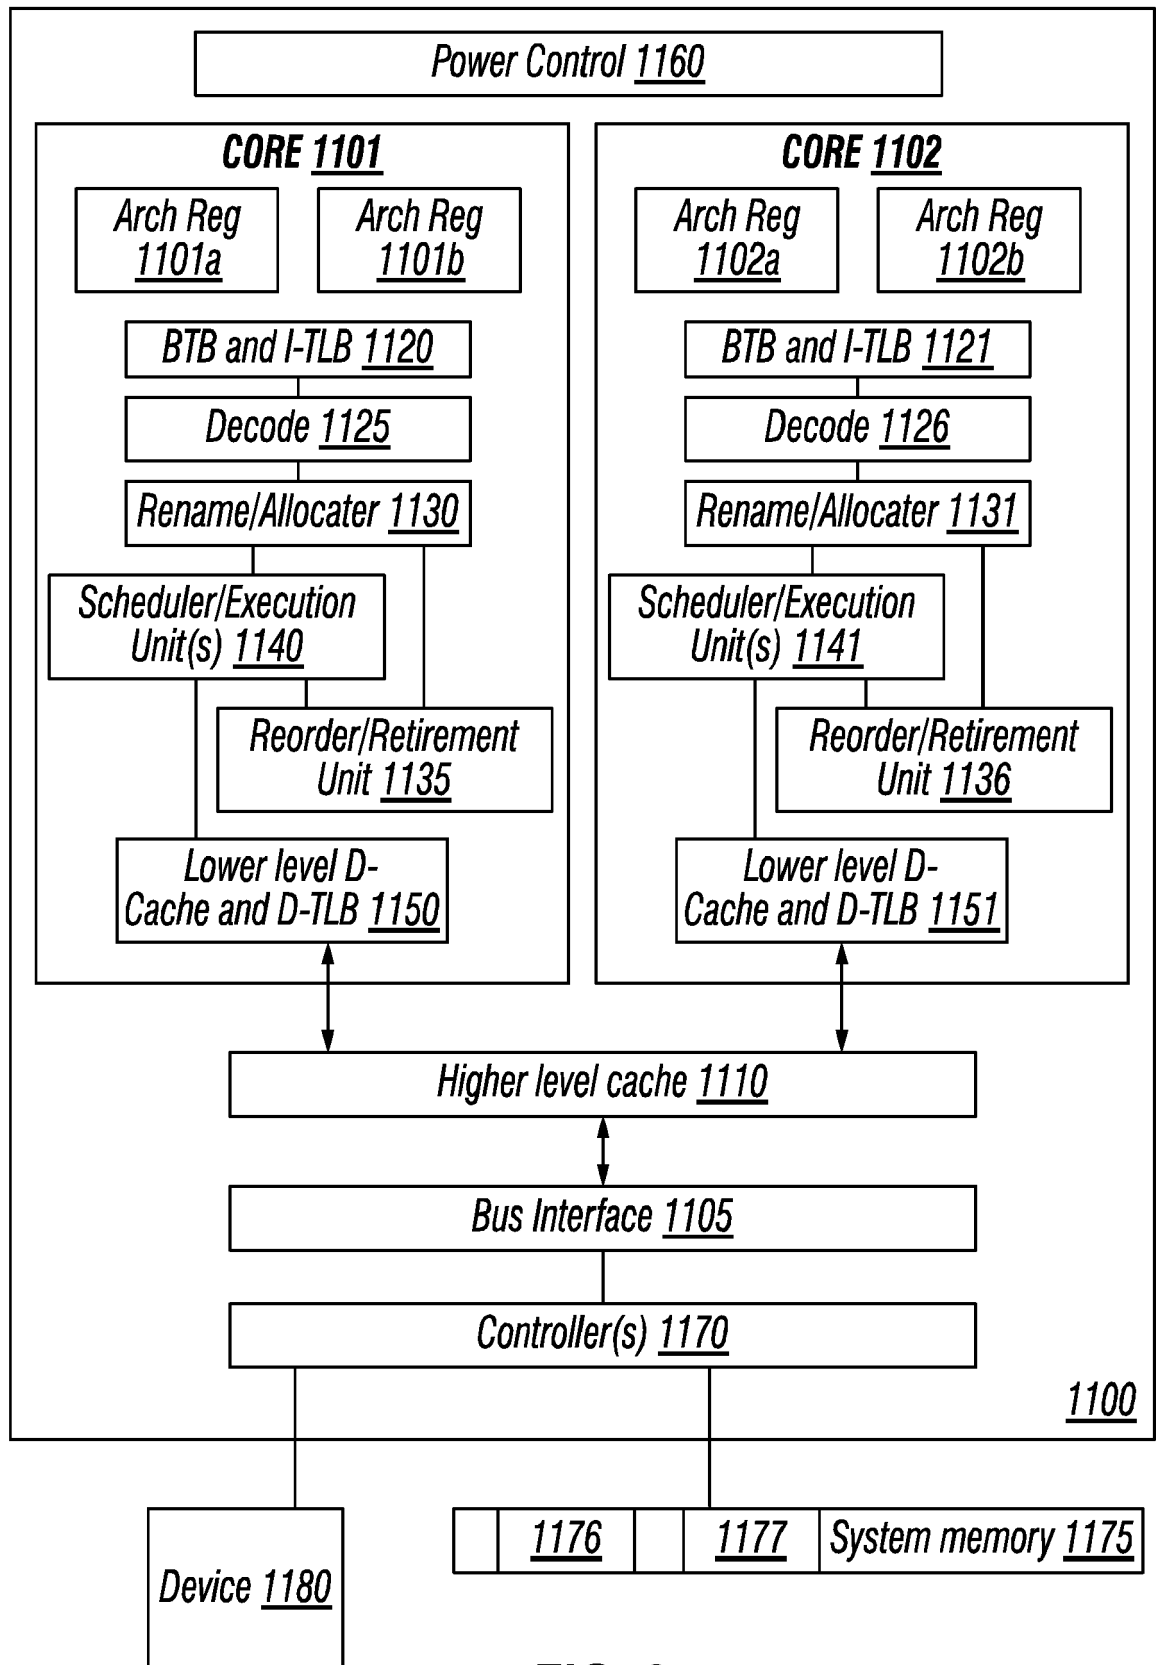 Power Control 1160
CORE 1101
Arch Reg
1101a
Arch Reg
1101b
BTB and I-TLB 1120
Decode 1125
Rename/Allocater 1130
Scheduler/Execution
Unit(s) 1140
Reorder/Retirement
Unit 1135
Lower level D-
Cache and D-TLB 1150
CORE 1102
Arch Reg
1102a
Arch Reg
1102b
BTB and I-TLB 1121
Decode 1126
Rename/Allocater 1131
Scheduler/Execution
Unit(s) 1141
Reorder/Retirement
Unit 1136
Lower level D-
Cache and D-TLB 1151
Higher level cache 1110
Bus Interface 1105
Controller(s) 1170
1100
Device 1180
1176
1177
System memory 1175